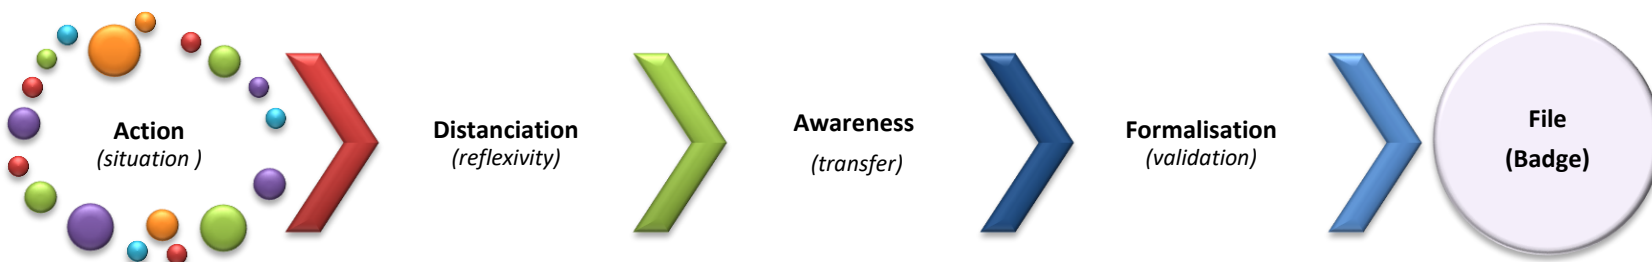 Action
(situation )
Distanciation
(reflexivity)
Awareness
(transfer)
Formalisation
(validation)
File
(Badge)